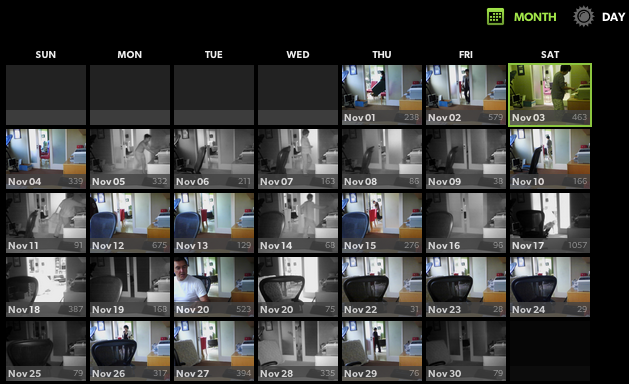 MONTH DAY
SUN MON TUE WED THU FRI SAT
Nov 01 238 Nov 02 579 Nov 03 463
Nov 04 339 Nov 05 332 Nov 06 211 Nov 07 163 Nov 08 86 Nov 09 38 Nov 10 166
Nov 11 91 Nov 12 675 Nov 13 129 Nov 14 68 Nov 15 276 Nov 16 96 Nov 17 1057
Nov 18 387 Nov 19 168 Nov 20 523 Nov 20 75 Nov 22 31 Nov 23 28 Nov 24 29
Nov 25 79 Nov 26 317 Nov 27 394 Nov 28 335 Nov 29 76 Nov 30 79